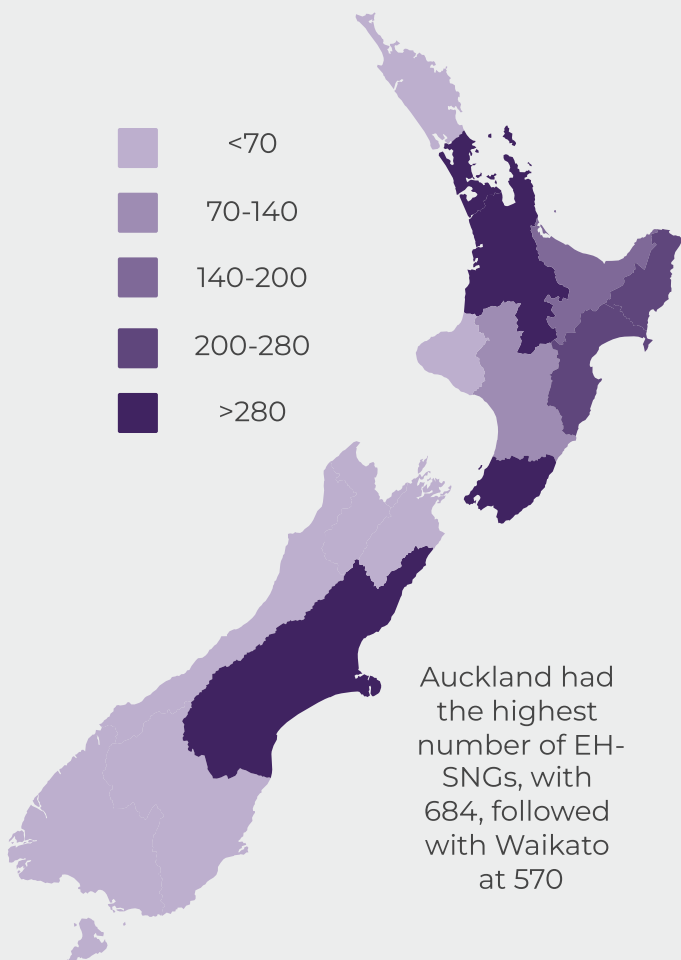 <70
70-140
140-200
200-280
>280
Auckland had
the highest
number of EH-
SNGs, with
684, followed
with Waikato
at 570